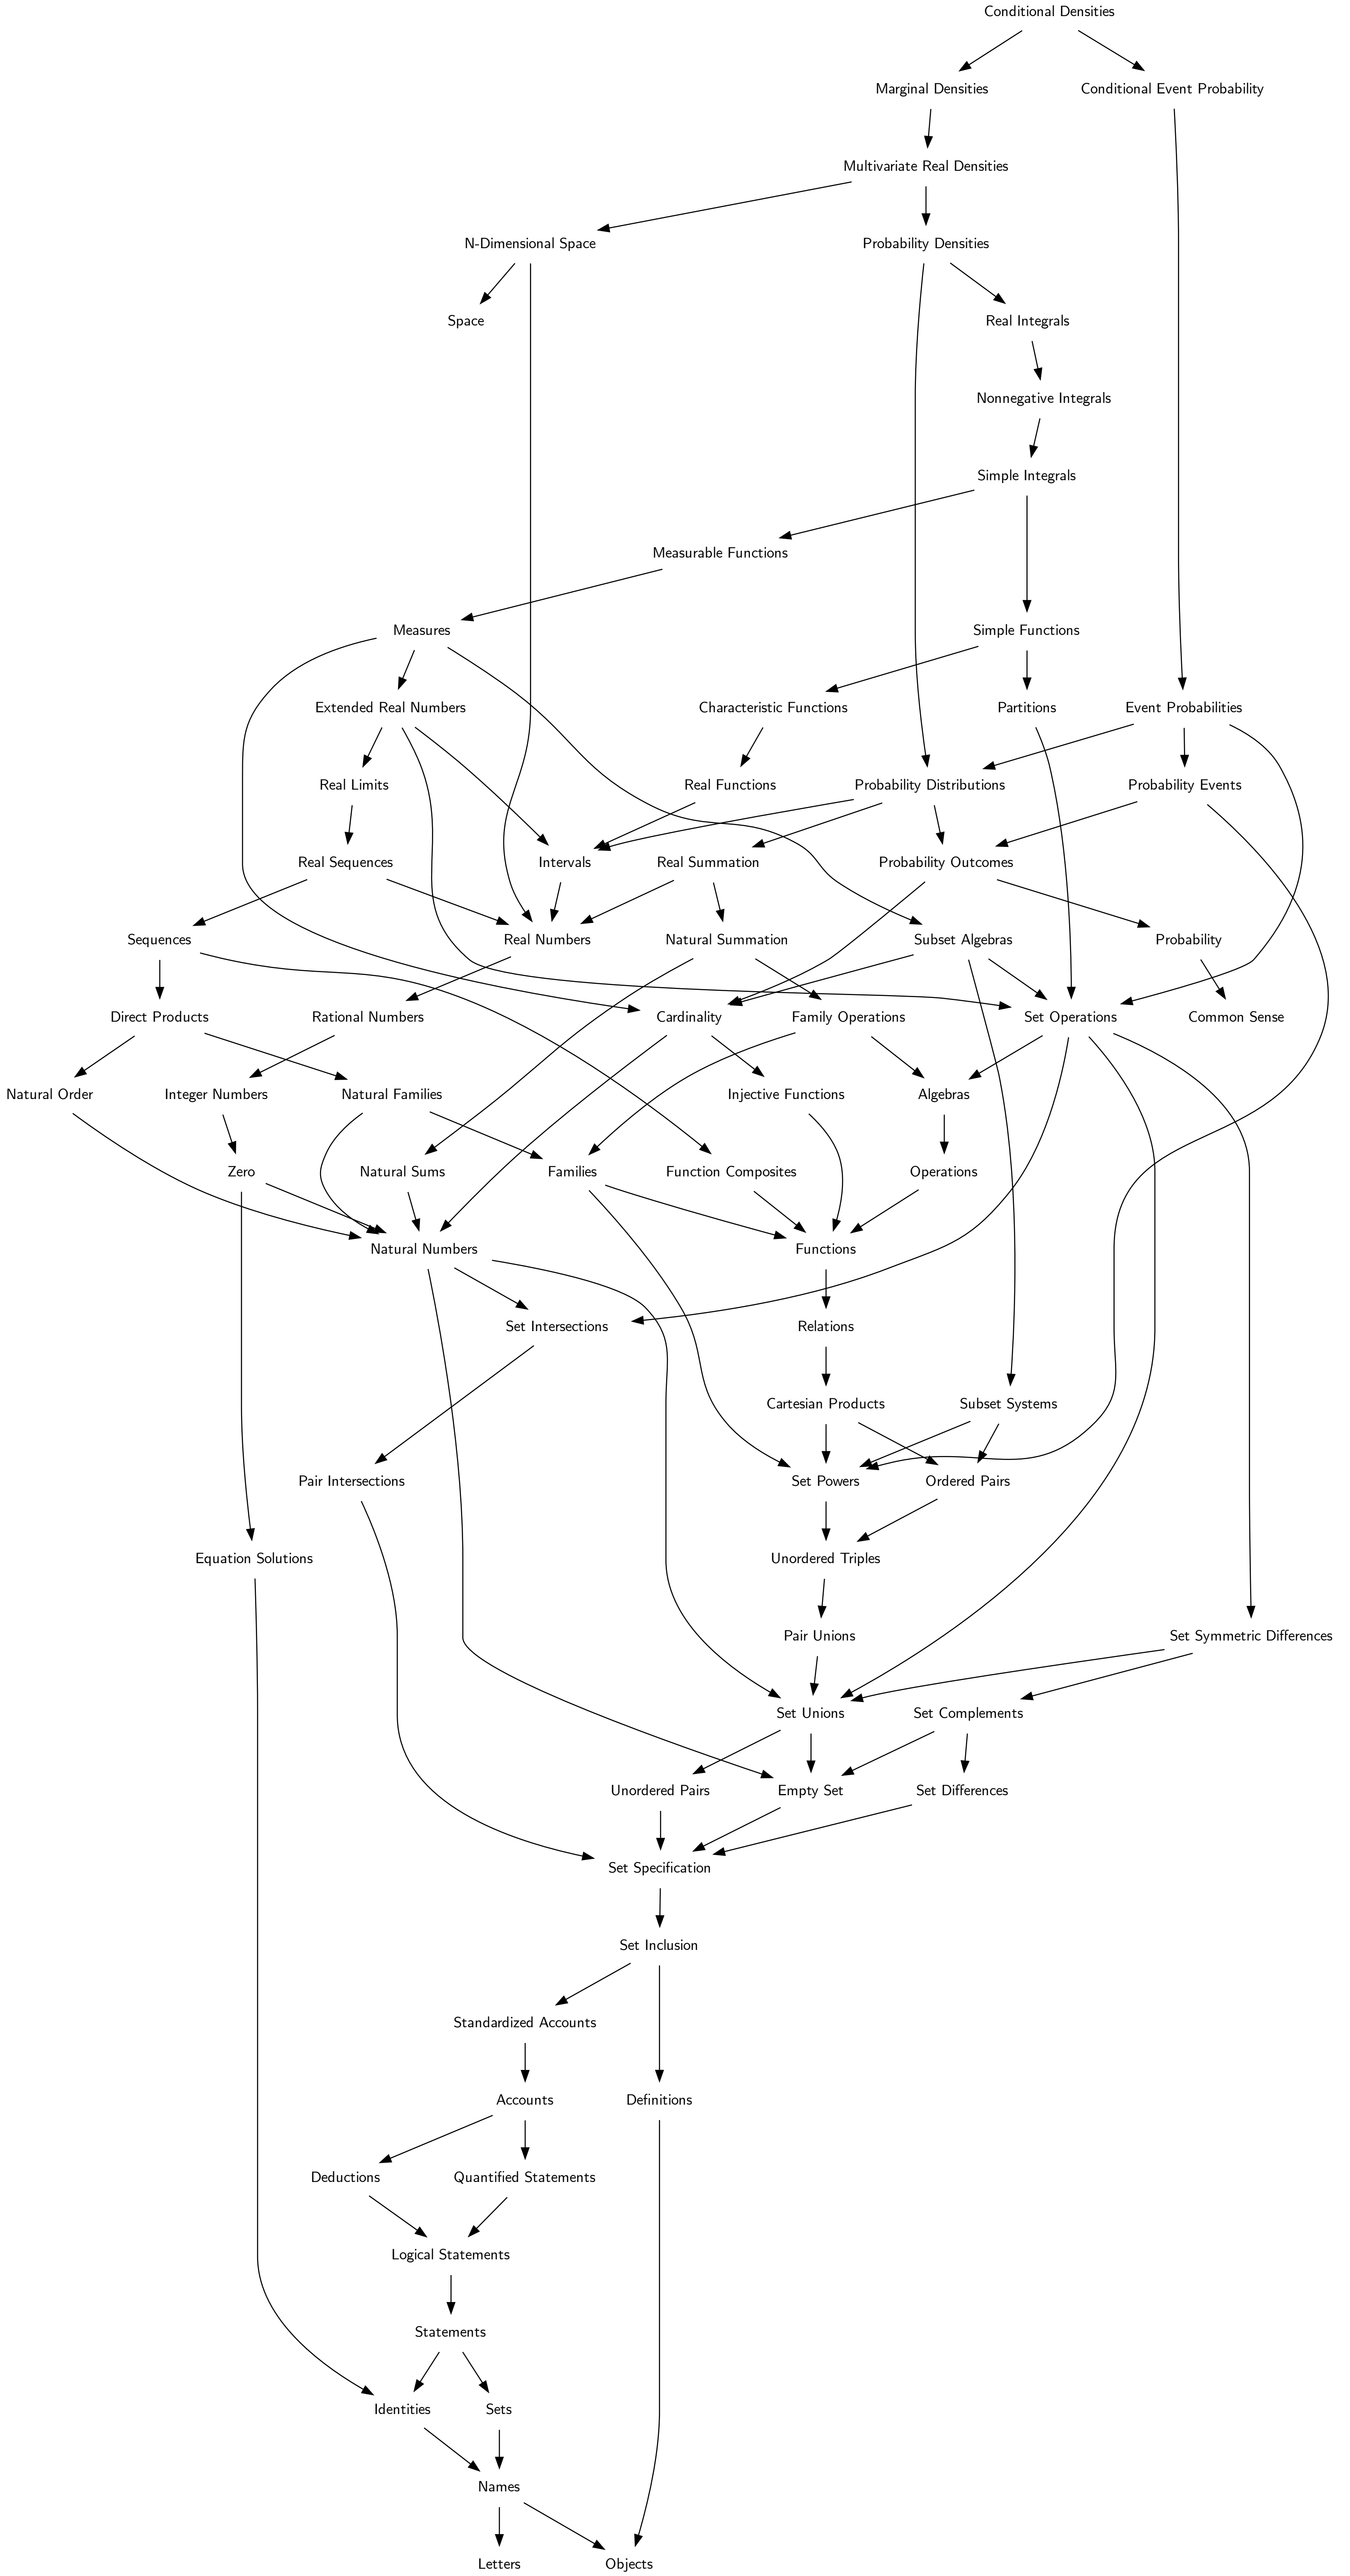 Conditional Densities
Marginal Densities
Conditional Event Probability
Multivariate Real Densities
N-Dimensional Space
Probability Densities
Space
Real Integrals
Nonnegative Integrals
Simple Integrals
Measurable Functions
Measures
Simple Functions
Extended Real Numbers
Characteristic Functions
Partitions
Event Probabilities
Real Limits
Real Functions
Probability Distributions
Probability Events
Real Sequences
Intervals
Real Summation
Probability Outcomes
Sequences
Real Numbers
Natural Summation
Subset Algebras
Probability
Direct Products
Rational Numbers
Cardinality
Family Operations
Set Operations
Common Sense
Natural Order
Integer Numbers
Natural Families
Injective Functions
Algebras
Zero
Natural Sums
Families
Function Composites
Operations
Natural Numbers
Functions
Set Intersections
Relations
Cartesian Products
Subset Systems
Pair Intersections
Set Powers
Ordered Pairs
Equation Solutions
Unordered Triples
Pair Unions
Set Symmetric Differences
Set Unions
Set Complements
Unordered Pairs
Empty Set
Set Differences
Set Specification
Set Inclusion
Standardized Accounts
Accounts
Definitions
Deductions
Quantified Statements
Logical Statements
Statements
Identities
Sets
Names
Letters
Objects